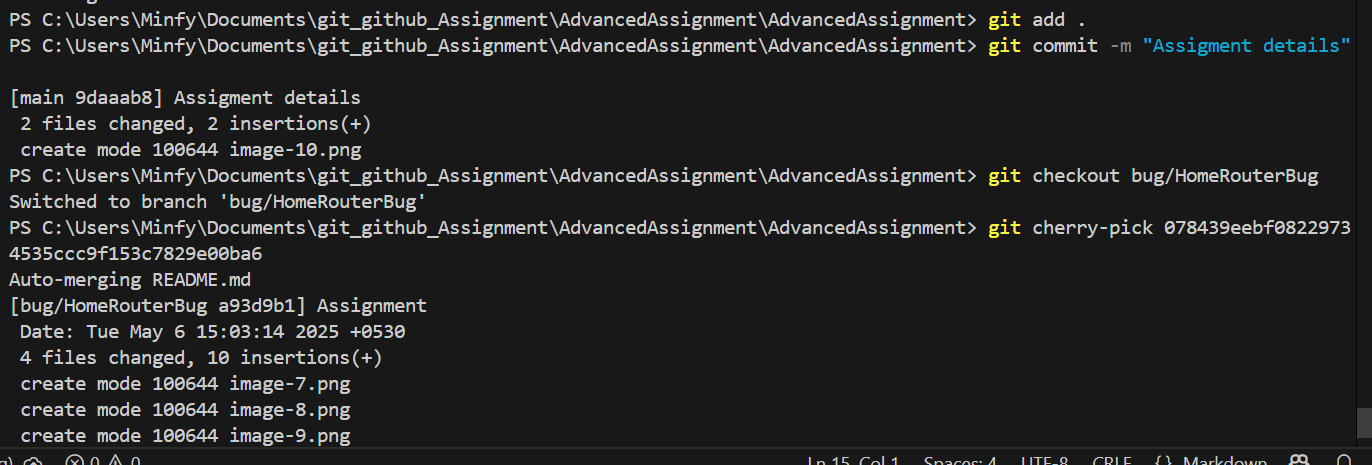 PS C:\Users\Minfy\Documents\git_github_Assignment\AdvancedAssignment\AdvancedAssignment> git add .
PS C:\Users\Minfy\Documents\git_github_Assignment\AdvancedAssignment\AdvancedAssignment> git commit -m "Assigment details"
[main 9daaab8] Assigment details
 2 files changed, 2 insertions(+)
 create mode 100644 image-10.png
PS C:\Users\Minfy\Documents\git_github_Assignment\AdvancedAssignment\AdvancedAssignment> git checkout bug/HomeRouterBug
Switched to branch 'bug/HomeRouterBug'
PS C:\Users\Minfy\Documents\git_github_Assignment\AdvancedAssignment\AdvancedAssignment> git cherry-pick 078439eebf0822973
4535ccc9f153c7829e00ba6
Auto-merging README.md
[bug/HomeRouterBug a93d9b1] Assignment
 Date: Tue May 6 15:03:14 2025 +0530
 4 files changed, 10 insertions(+)
 create mode 100644 image-7.png
 create mode 100644 image-8.png
 create mode 100644 image-9.png
0 0 Ln 15, Col 1 Spaces: 4 UTF-8 CRLF {} Markdown